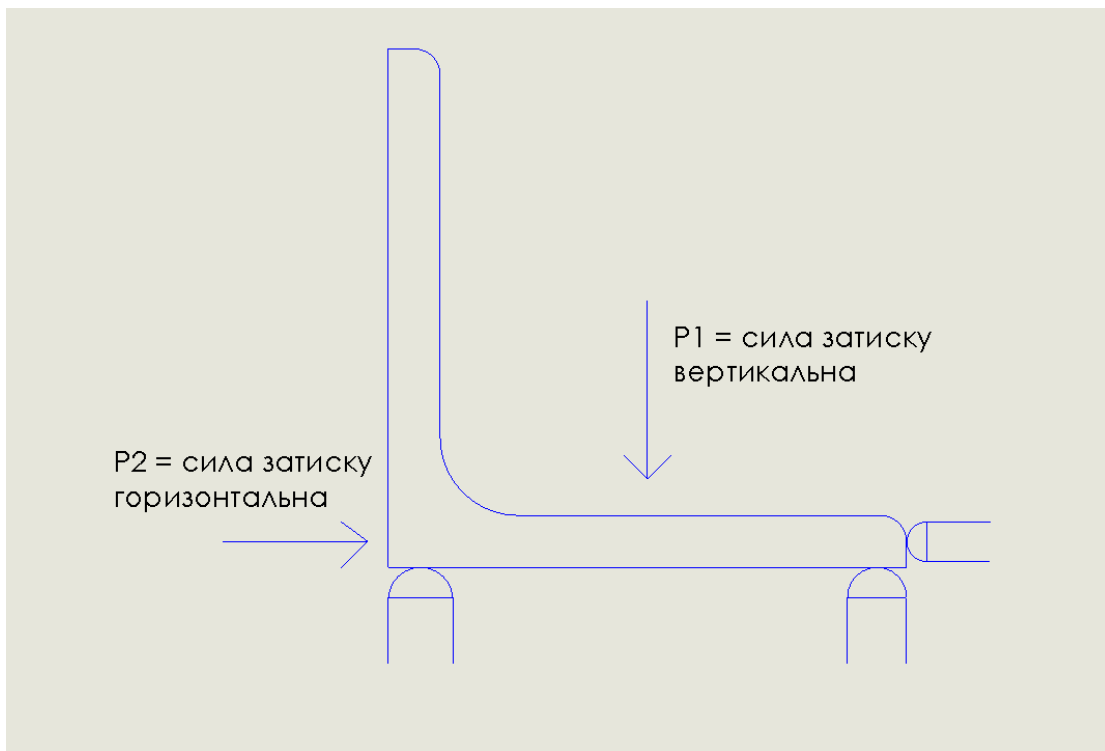 P1 = сила затиску
вертикальна
P2 = сила затиску
горизонтальна